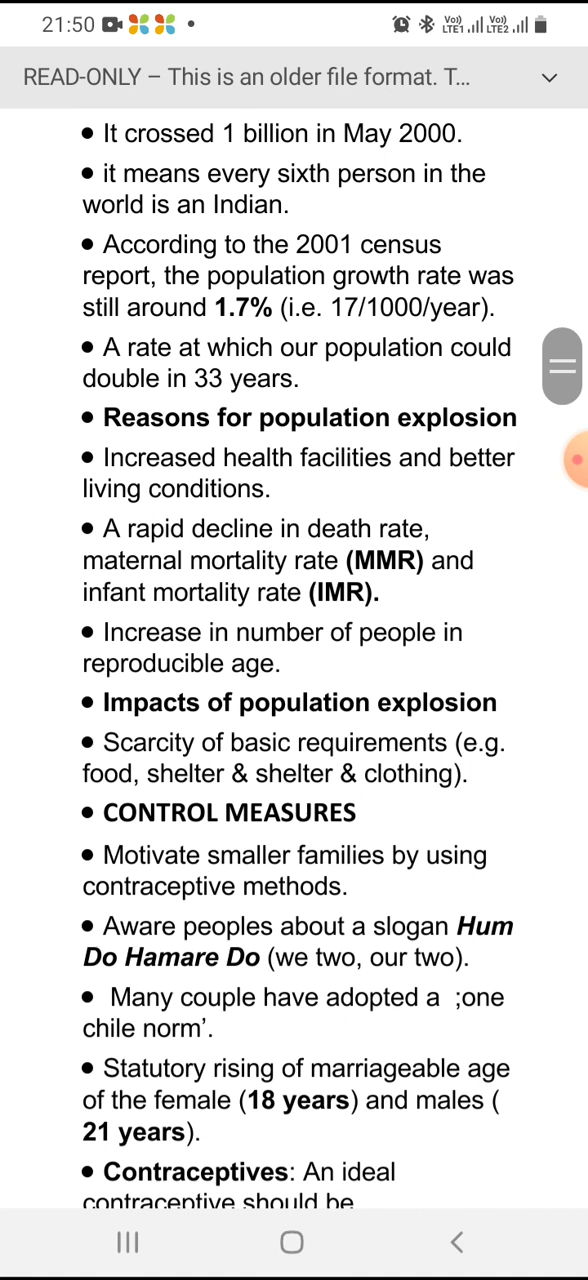 21:50
Vo)) LTE1 Vo)) LTE2
READ-ONLY – This is an older file format. T...
• It crossed 1 billion in May 2000.
• it means every sixth person in the
world is an Indian.
• According to the 2001 census
report, the population growth rate was
still around 1.7% (i.e. 17/1000/year).
• A rate at which our population could
double in 33 years.
• Reasons for population explosion
• Increased health facilities and better
living conditions.
• A rapid decline in death rate,
maternal mortality rate (MMR) and
infant mortality rate (IMR).
• Increase in number of people in
reproducible age.
• Impacts of population explosion
• Scarcity of basic requirements (e.g.
food, shelter & shelter & clothing).
• CONTROL MEASURES
• Motivate smaller families by using
contraceptive methods.
• Aware peoples about a slogan Hum
Do Hamare Do (we two, our two).
• Many couple have adopted a ;one
chile norm’.
• Statutory rising of marriageable age
of the female (18 years) and males (
21 years).
• Contraceptives: An ideal
contraceptive should be